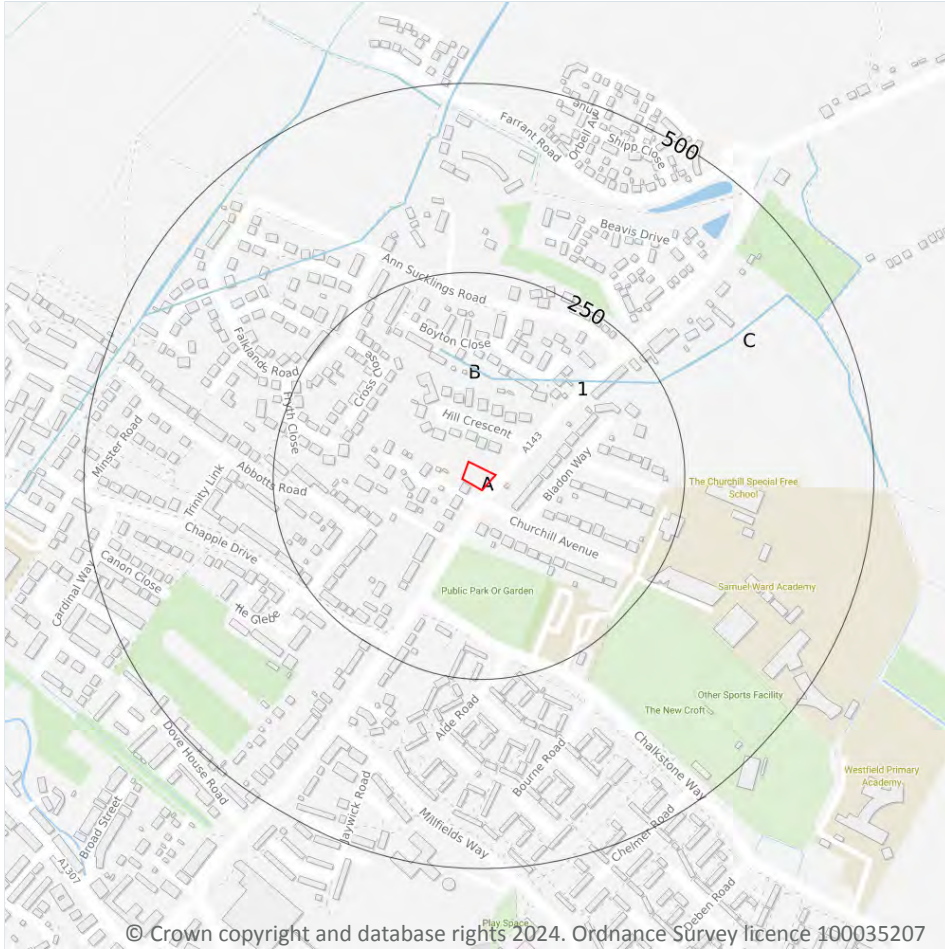 Farrant Road
Orbell Av
Shipp Close
500
Beavis Drive
Ann Sucklings Road
250
Boyton Close
C
B
1
Falklands Road
Cross Close
Fryth Close
Hill Crescent
A143
Minster Road
Trinity Link
Abbotts Road
A
Bladon Way
The Churchill Special Free
School
Churchill Avenue
Chapple Drive
Canon Close
Cardinal Way
The Glebe
Public Park Or Garden
Samuel Ward Academy
Other Sports Facility
The New Croft
Alde Road
Dove House Road
Bourne Road
Chalkstone Way
Westfield Primary
Academy
Jaywick Road
Broad Street
Millfields Way
Chelmer Road
A1307
oeben Road
Play Space
© Crown copyright and database rights 2024. Ordnance Survey licence 100035207